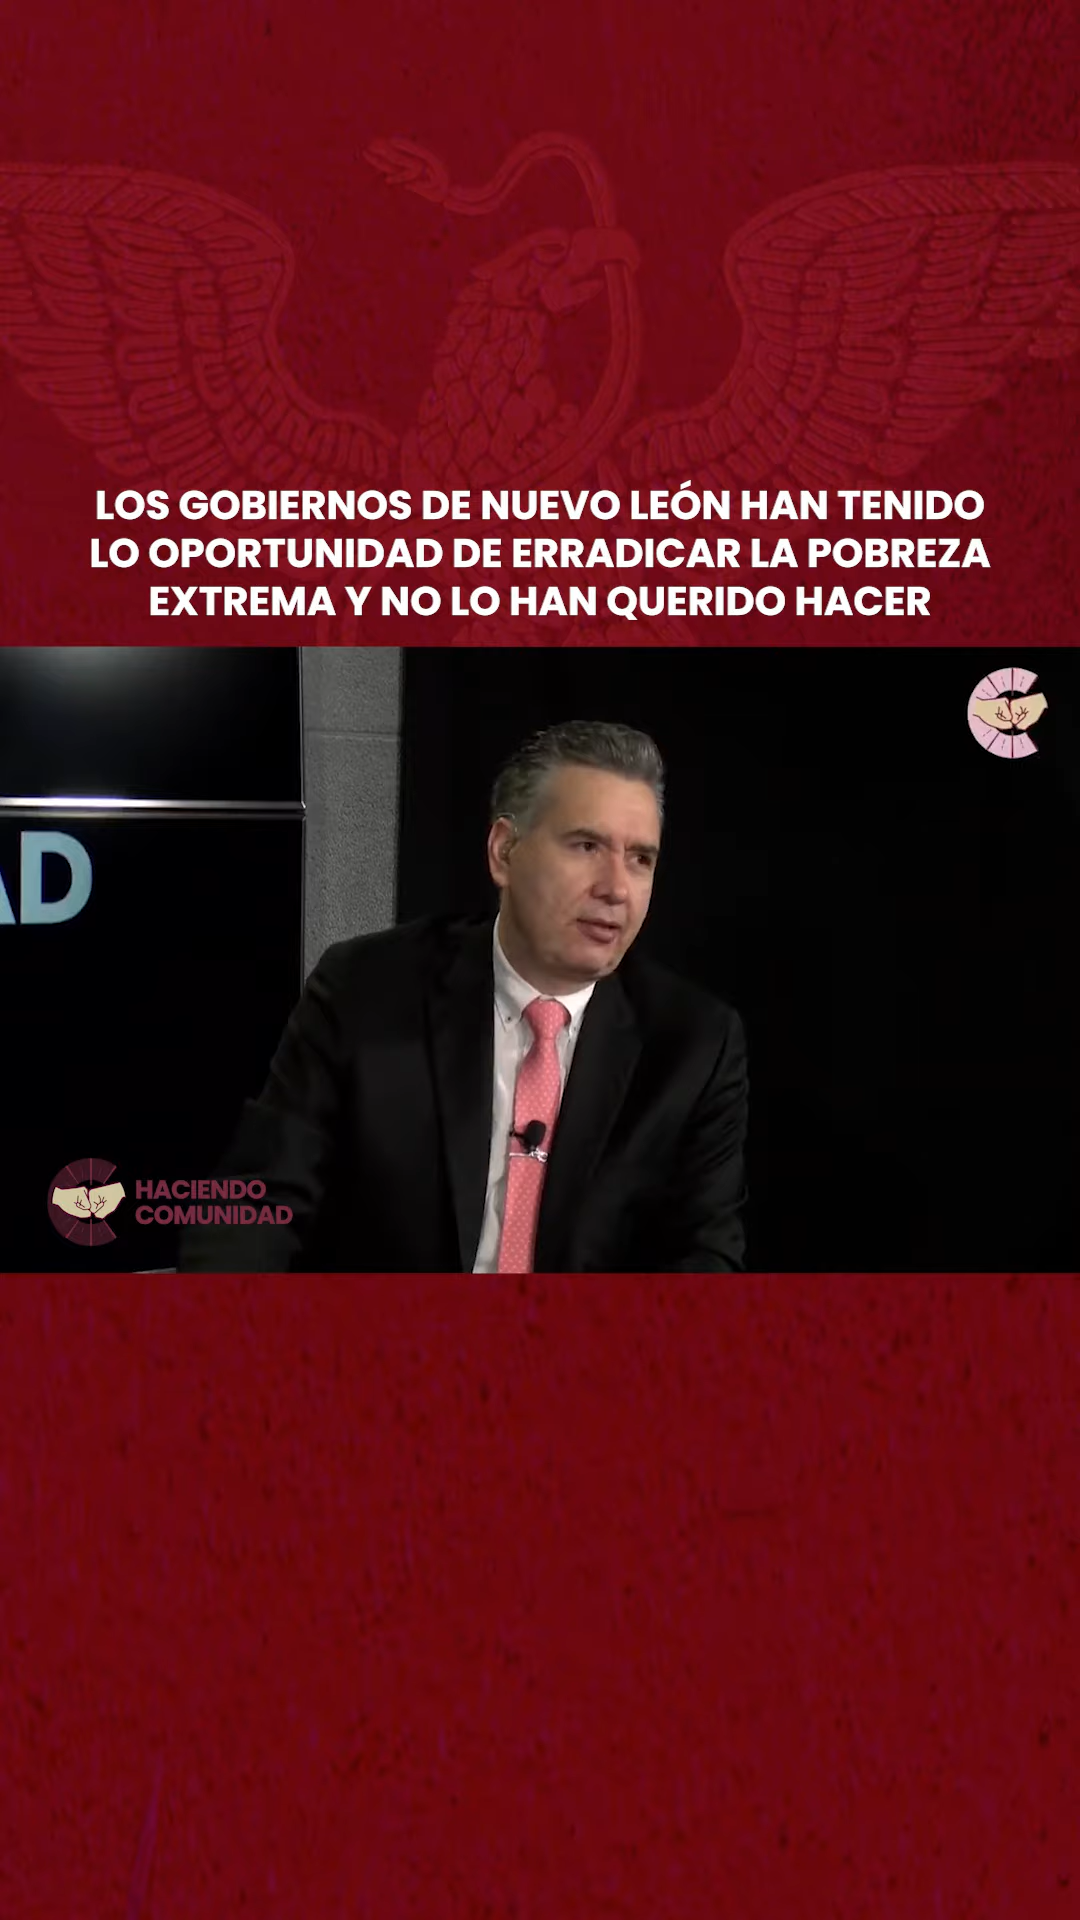 LOS GOBIERNOS DE NUEVO LEÓN HAN TENIDO
LO OPORTUNIDAD DE ERRADICAR LA POBREZA
EXTREMA Y NO LO HAN QUERIDO HACER
AD
HACIENDO
COMUNIDAD